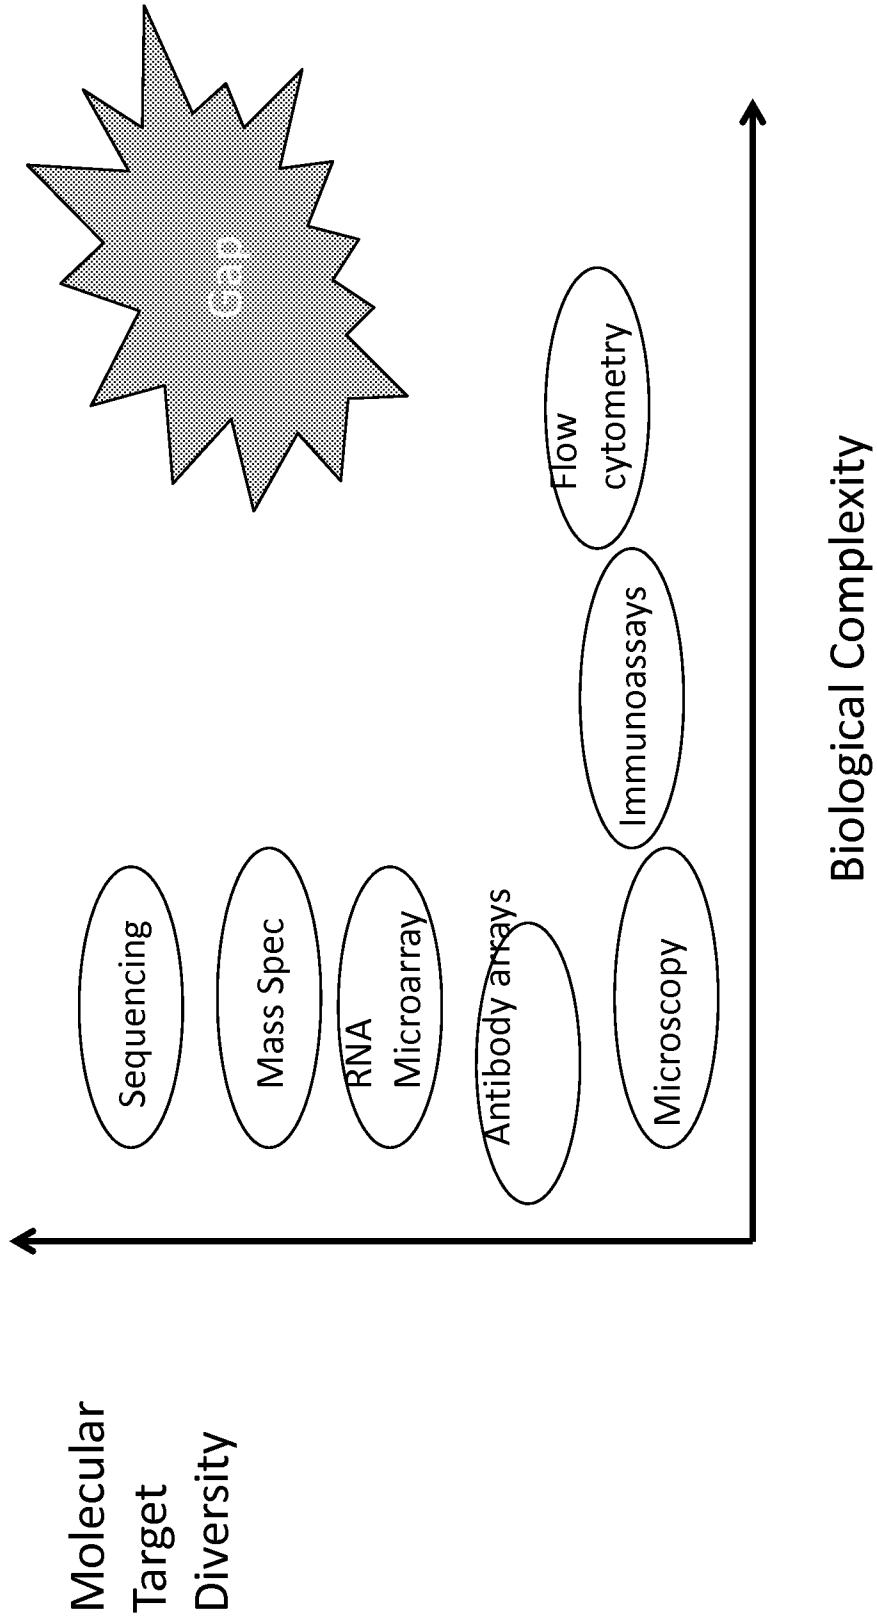 Molecular
Target
Diversity
Sequencing
Mass Spec
RNA
Microarray
Antibody arrays
Microscopy
Immunoassays
Flow
cytometry
Gap
Biological Complexity